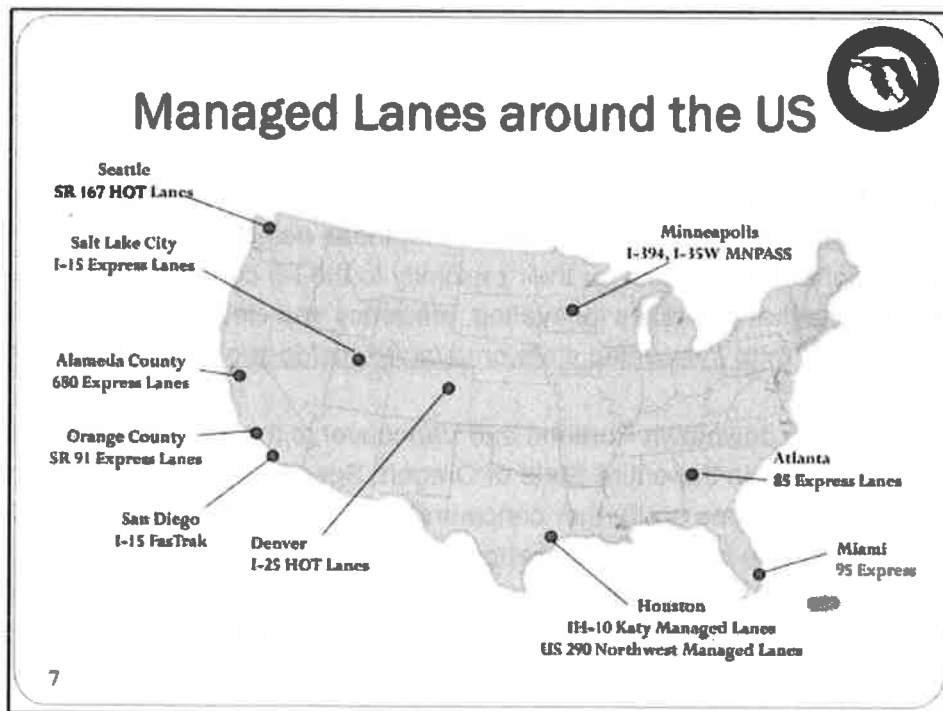 Managed Lanes around the US
Seattle
SR 167 HOT Lanes
Salt Lake City
I-15 Express Lanes
Minneapolis
I-394, I-35W MNPASS
Alameda County
680 Express Lanes
Orange County
SR 91 Express Lanes
San Diego
I-15 FasTrak
Denver
I-25 HOT Lanes
Atlanta
85 Express Lanes
Miami
95 Express
Houston
IH-10 Katy Managed Lanes
US 290 Northwest Managed Lanes
7